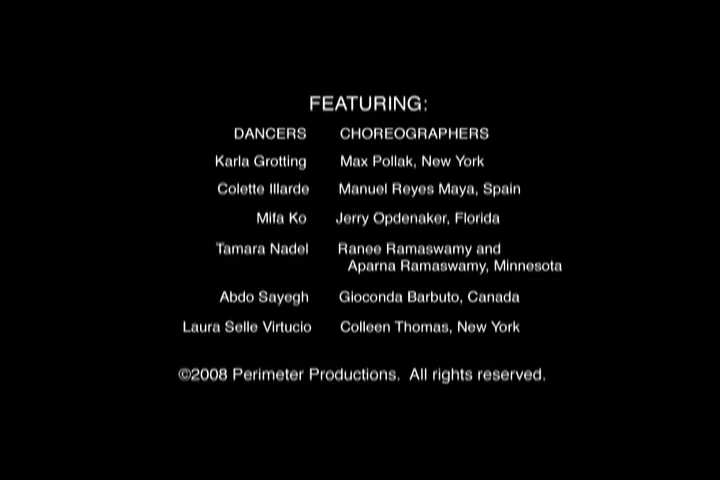 FEATURING:
DANCERS CHOREOGRAPHERS
Karla Grotting Max Pollak, New York
Colette Illarde Manuel Reyes Maya, Spain
Mifa Ko Jerry Opdenaker, Florida
Tamara Nadel Ranee Ramaswamy and
Aparna Ramaswamy, Minnesota
Abdo Sayegh Gioconda Barbuto, Canada
Laura Selle Virtucio Colleen Thomas, New York
©2008 Perimeter Productions. All rights reserved.